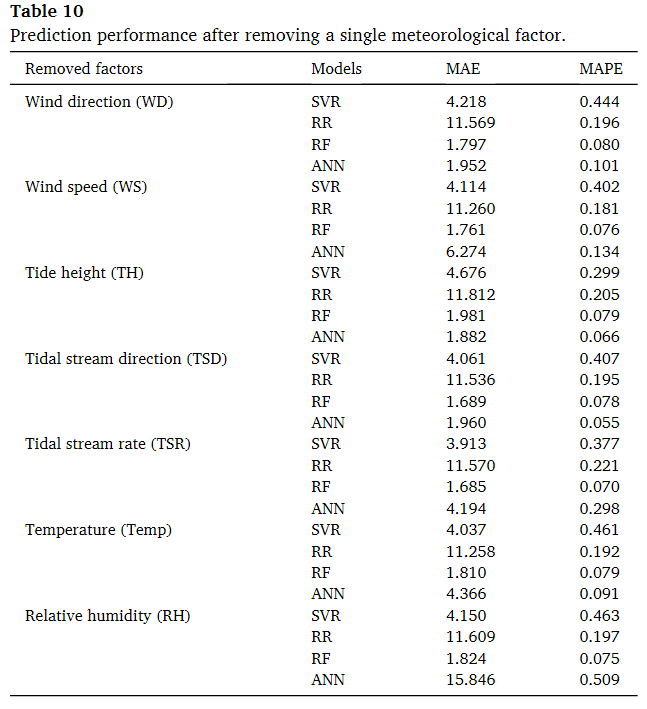 Table 10
Prediction performance after removing a single meteorological factor.
Removed factors Models MAE MAPE
Wind direction (WD) SVR 4.218 0.444
RR 11.569 0.196
RF 1.797 0.080
ANN 1.952 0.101
Wind speed (WS) SVR 4.114 0.402
RR 11.260 0.181
RF 1.761 0.076
ANN 6.274 0.134
Tide height (TH) SVR 4.676 0.299
RR 11.812 0.205
RF 1.981 0.079
ANN 1.882 0.066
Tidal stream direction (TSD) SVR 4.061 0.407
RR 11.536 0.195
RF 1.689 0.078
ANN 1.960 0.055
Tidal stream rate (TSR) SVR 3.913 0.377
RR 11.570 0.221
RF 1.685 0.070
ANN 4.194 0.298
Temperature (Temp) SVR 4.037 0.461
RR 11.258 0.192
RF 1.810 0.079
ANN 4.366 0.091
Relative humidity (RH) SVR 4.150 0.463
RR 11.609 0.197
RF 1.824 0.075
ANN 15.846 0.509